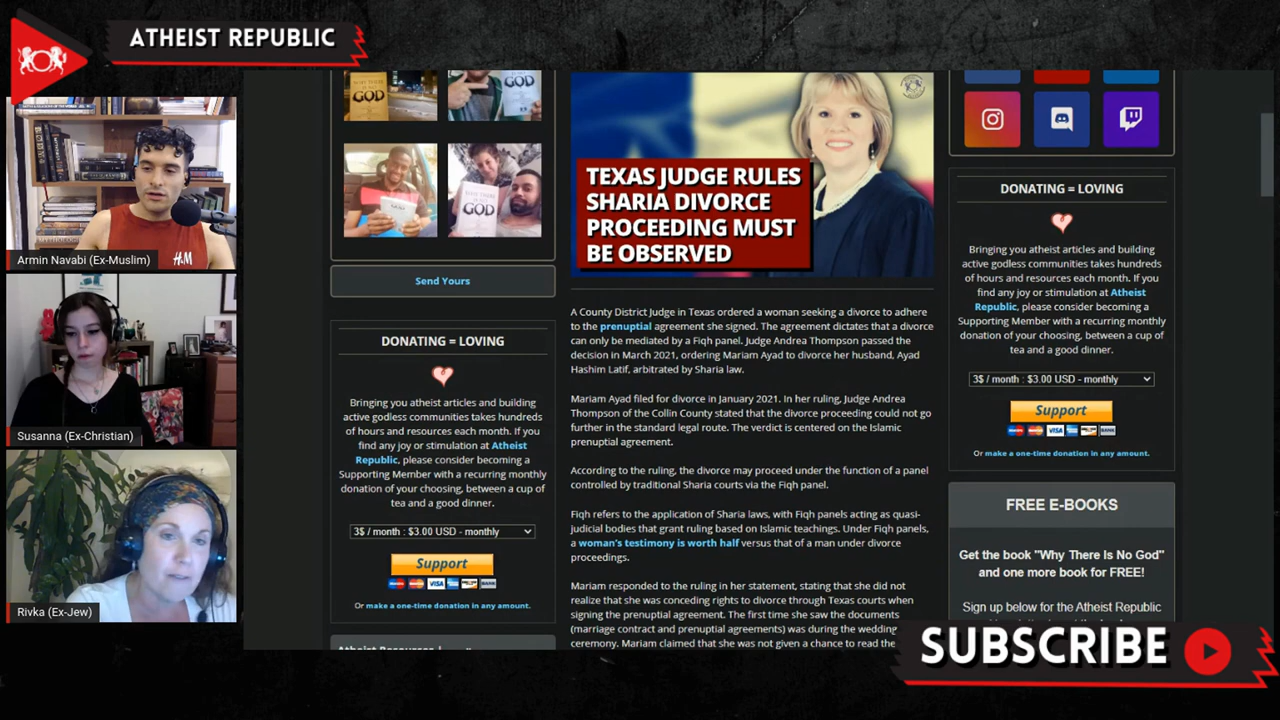 ATHEIST REPUBLIC
Armin Navabi (Ex-Muslim)
H&M
Susanna (Ex-Christian)
Rivka (Ex-Jew)
GOD
GOD
GOD
Send Yours
DONATING = LOVING
Bringing you atheist articles and building
active godless communities takes hundreds
of hours and resources each month. If you
find any joy or stimulation at Atheist
Republic, please consider becoming a
Supporting Member with a recurring monthly
donation of your choosing, between a cup of
tea and a good dinner.
3$ / month : $3.00 USD - monthly
Support
VISA
BANK
Or make a one-time donation in any amount.
TEXAS JUDGE RULES
SHARIA DIVORCE
PROCEEDING MUST
BE OBSERVED
A County District Judge in Texas ordered a woman seeking a divorce to adhere
to the prenuptial agreement she signed. The agreement dictates that a divorce
can only be mediated by a Fiqh panel. Judge Andrea Thompson passed the
decision in March 2021, ordering Mariam Ayad to divorce her husband, Ayad
Hashim Latif, arbitrated by Sharia law.
Mariam Ayad filed for divorce in January 2021. In her ruling, Judge Andrea
Thompson of the Collin County stated that the divorce proceeding could not go
further in the standard legal route. The verdict is centered on the Islamic
prenuptial agreement.
According to the ruling, the divorce may proceed under the function of a panel
controlled by traditional Sharia courts via the Fiqh panel.
Fiqh refers to the application of Sharia laws, with Fiqh panels acting as quasi-
judicial bodies that grant ruling based on Islamic teachings. Under Fiqh panels,
a woman's testimony is worth half versus that of a man under divorce
proceedings.
Mariam responded to the ruling in her statement, stating that she did not
realize that she was conceding rights to divorce through Texas courts when
signing the prenuptial agreement. The first time she saw the documents
(marriage contract and prenuptial agreements) was during the wedding
ceremony. Mariam claimed that she was not given a chance to read the
DONATING = LOVING
Bringing you atheist articles and building
active godless communities takes hundreds
of hours and resources each month. If you
find any joy or stimulation at Atheist
Republic, please consider becoming a
Supporting Member with a recurring monthly
donation of your choosing, between a cup of
tea and a good dinner.
3$ / month : $3.00 USD - monthly
Support
VISA
BANK
Or make a one-time donation in any amount.
FREE E-BOOKS
Get the book "Why There Is No God"
and one more book for FREE!
Sign up below for the Atheist Republic
SUBSCRIBE